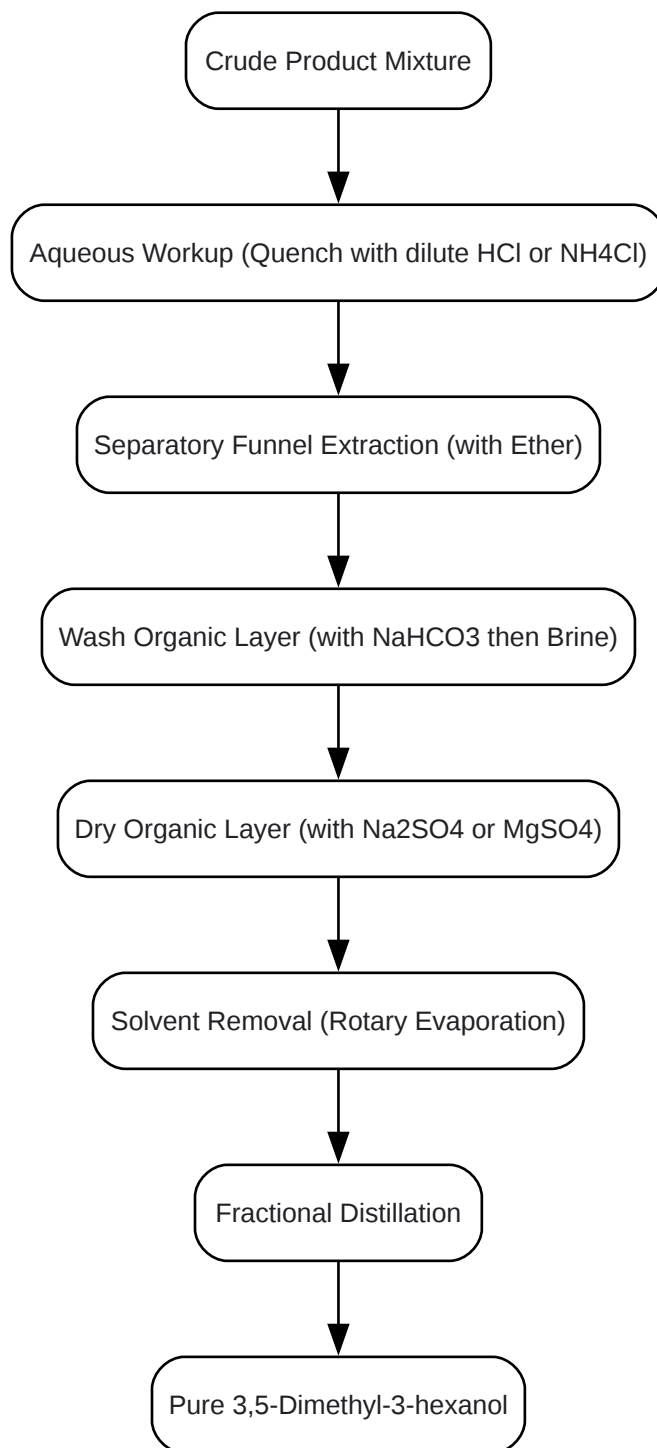 Crude Product Mixture
Aqueous Workup (Quench with dilute HCl or NH4Cl)
Separatory Funnel Extraction (with Ether)
Wash Organic Layer (with NaHCO3 then Brine)
Dry Organic Layer (with Na2SO4 or MgSO4)
Solvent Removal (Rotary Evaporation)
Fractional Distillation
Pure 3,5-Dimethyl-3-hexanol